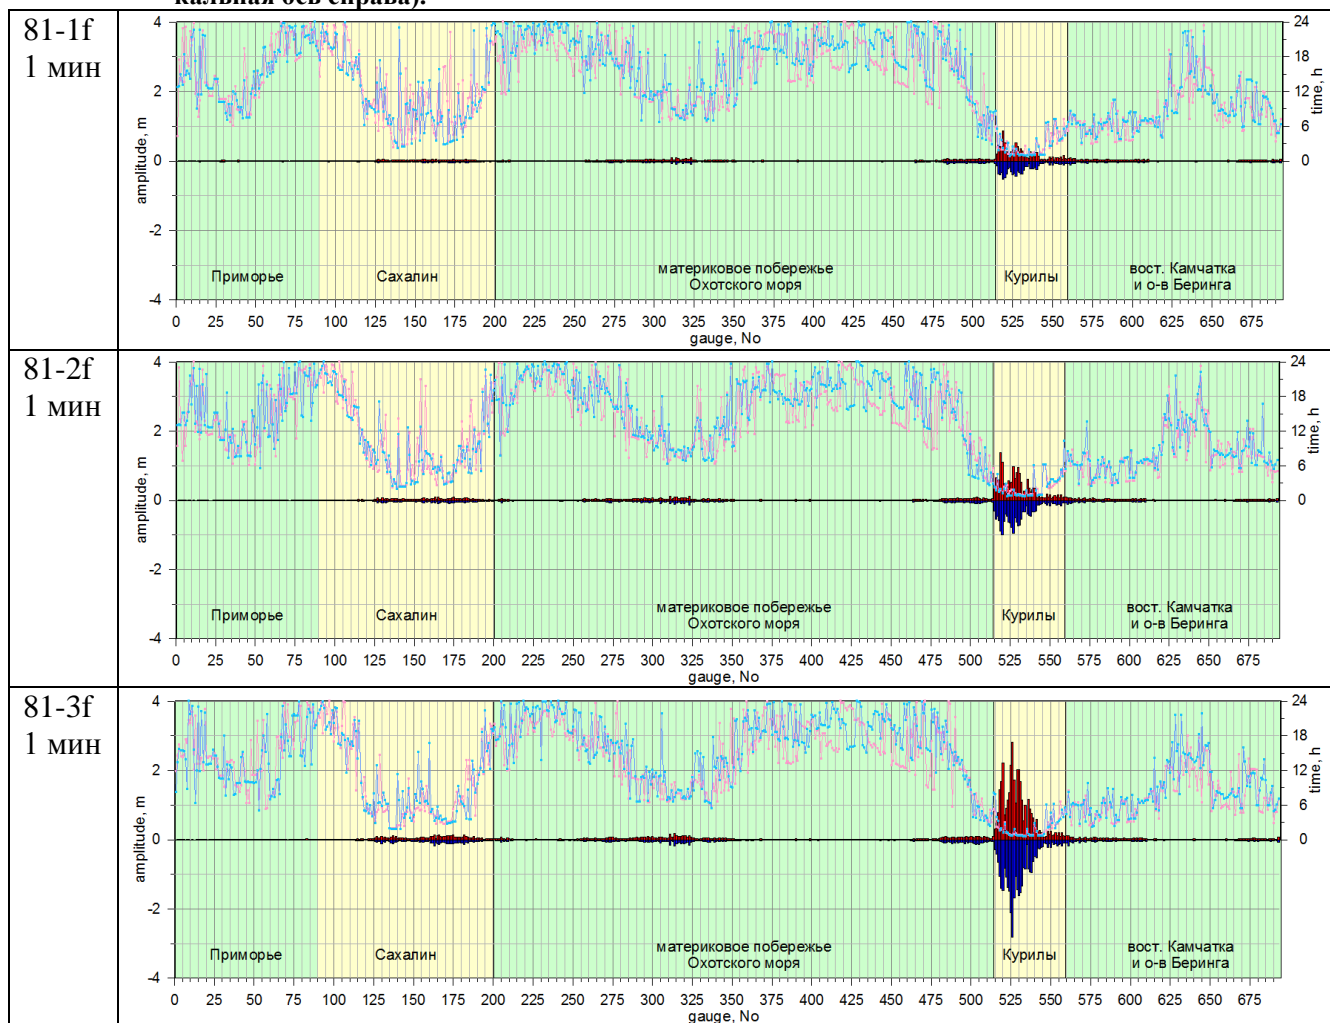 кальная ось справа).
81-1f
1 мин
4
2
0
-2
-4
amplitude, m
24
18
12
6
0
time, h
Приморье
Сахалин
материковое побережье
Охотского моря
Курилы
вост. Камчатка
и о-в Беринга
0 25 50 75 100 125 150 175 200 225 250 275 300 325 350 375 400 425 450 475 500 525 550 575 600 625 650 675
gauge, No
81-2f
1 мин
4
2
0
-2
-4
amplitude, m
24
18
12
6
0
time, h
Приморье
Сахалин
материковое побережье
Охотского моря
Курилы
вост. Камчатка
и о-в Беринга
0 25 50 75 100 125 150 175 200 225 250 275 300 325 350 375 400 425 450 475 500 525 550 575 600 625 650 675
gauge, No
81-3f
1 мин
4
2
0
-2
-4
amplitude, m
24
18
12
6
0
time, h
Приморье
Сахалин
материковое побережье
Охотского моря
Курилы
вост. Камчатка
и о-в Беринга
0 25 50 75 100 125 150 175 200 225 250 275 300 325 350 375 400 425 450 475 500 525 550 575 600 625 650 675
gauge, No